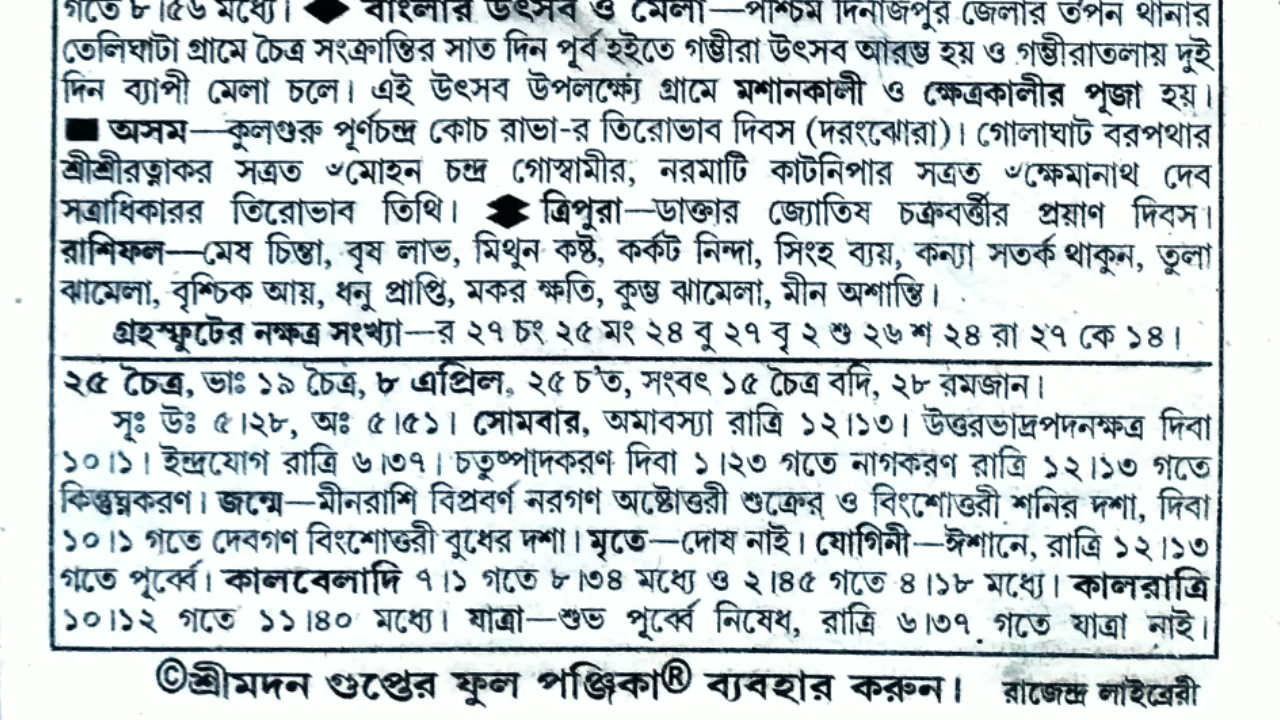 গতে ৮।৫৬ মধ্যে। ◆ বাংলার উৎসব ও মেলা—পশ্চিম দিনাজপুর জেলার তপন থানার
তেলিঘাটা গ্রামে চৈত্র সংক্রান্তির সাত দিন পূর্ব হইতে গম্ভীরা উৎসব আরম্ভ হয় ও গম্ভীরাতলায় দুই
দিন ব্যাপী মেলা চলে। এই উৎসব উপলক্ষ্যে গ্রামে মশানকালী ও ক্ষেত্রকালীর পূজা হয়।
■ অসম—কুলগুরু পূর্ণচন্দ্র কোচ রাভা-র তিরোভাব দিবস (দরংঝোরা)। গোলাঘাট বরপথার
শ্রীশ্রীরত্নাকর সত্রত ৺মোহন চন্দ্র গোস্বামীর, নরমাটি কাটনিপার সত্রত ৺ক্ষেমানাথ দেব
সত্রাধিকারর তিরোভাব তিথি। ◆ ত্রিপুরা—ডাক্তার জ্যোতিষ চক্রবর্ত্তীর প্রয়াণ দিবস।
রাশিফল—মেষ চিন্তা, বৃষ লাভ, মিথুন কষ্ট, কর্কট নিন্দা, সিংহ ব্যয়, কন্যা সতর্ক থাকুন, তুলা
ঝামেলা, বৃশ্চিক আয়, ধনু প্রাপ্তি, মকর ক্ষতি, কুম্ভ ঝামেলা, মীন অশান্তি।
গ্রহস্ফুটের নক্ষত্র সংখ্যা—র ২৭ চং ২৫ মং ২৪ বু ২৭ বৃ ২ শু ২৬ শ ২৪ রা ২৭ কে ১৪।
২৫ চৈত্র, ভাঃ ১৯ চৈত্র, ৮ এপ্রিল, ২৫ চ'ত, সংবৎ ১৫ চৈত্র বদি, ২৮ রমজান।
সূঃ উঃ ৫।২৮, অঃ ৫।৫১। সোমবার, অমাবস্যা রাত্রি ১২।১৩। উত্তরভাদ্রপদনক্ষত্র দিবা
১০।১। ইন্দ্রযোগ রাত্রি ৬।৩৭। চতুষ্পাদকরণ দিবা ১।২৩ গতে নাগকরণ রাত্রি ১২।১৩ গতে
কিন্তুঘ্নকরণ। জন্মে—মীনরাশি বিপ্রবর্ণ নরগণ অষ্টোত্তরী শুক্রের ও বিংশোত্তরী শনির দশা, দিবা
১০।১ গতে দেবগণ বিংশোত্তরী বুধের দশা। মৃতে—দোষ নাই। যোগিনী—ঈশানে, রাত্রি ১২।১৩
গতে পূর্ব্বে। কালবেলাদি ৭।১ গতে ৮।৩৪ মধ্যে ও ২।৪৫ গতে ৪।১৮ মধ্যে। কালরাত্রি
১০।১২ গতে ১১।৪০ মধ্যে। যাত্রা—শুভ পূর্ব্বে নিষেধ, রাত্রি ৬।৩৭ গতে যাত্রা নাই।
©শ্রীমদন গুপ্তের ফুল পঞ্জিকা® ব্যবহার করুন। রাজেন্দ্র লাইব্রেরী